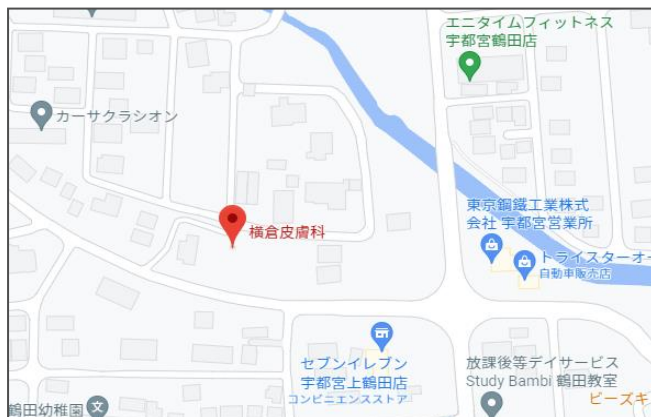 エニタイムフィットネス
宇都宮鶴田店
カーサクラシオン
東京鋼鐵工業株式
会社 宇都宮営業所
横倉皮膚科
トライスターオー
自動車販売店
セブンイレブン
宇都宮上鶴田店
コンビニエンスストア
放課後等デイサービス
Study Bambi 鶴田教室
ビーズキ
鶴田幼稚園
文